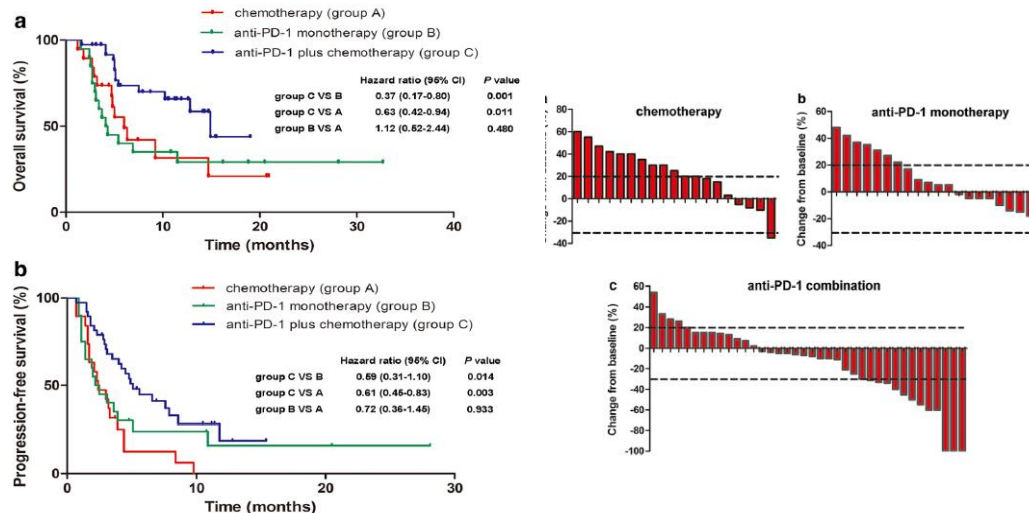 a
chemotherapy (group A)
anti-PD-1 monotherapy (group B)
anti-PD-1 plus chemotherapy (group C)
Hazard ratio (95% CI) P value
group C VS B 0.37 (0.17-0.80) 0.001
group C VS A 0.63 (0.42-0.94) 0.011
group B VS A 1.12 (0.52-2.44) 0.480
Overall survival (%)
100
50
0
0 10 20 30 40
Time (months)
b
chemotherapy (group A)
anti-PD-1 monotherapy (group B)
anti-PD-1 plus chemotherapy (group C)
Hazard ratio (95% CI) P value
group C VS B 0.59 (0.31-1.10) 0.014
group C VS A 0.61 (0.45-0.83) 0.003
group B VS A 0.72 (0.36-1.45) 0.933
Progression-free survival (%)
100
50
0
0 10 20 30
Time (months)
chemotherapy
80
60
40
20
0
-20
-40
b
anti-PD-1 monotherapy
Change from baseline (%)
60
40
20
0
-20
-40
c
anti-PD-1 combination
Change from baseline (%)
60
40
20
0
-20
-40
-60
-80
-100